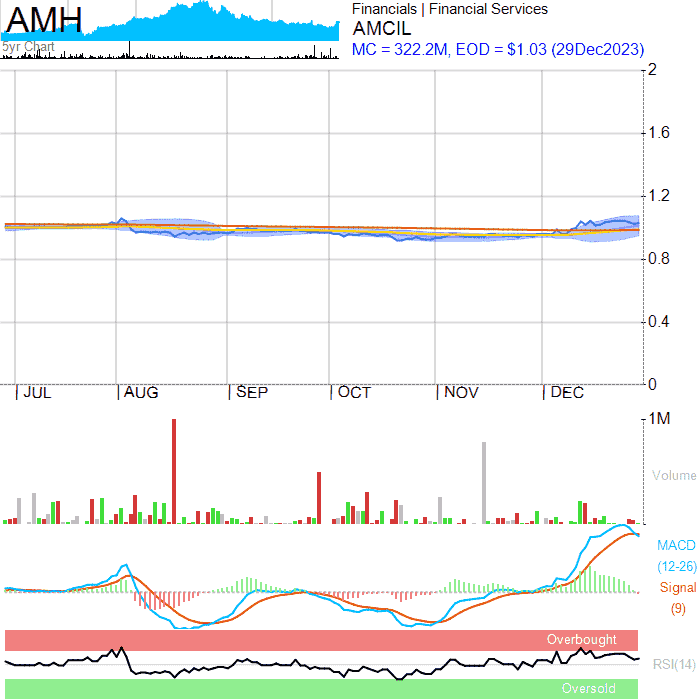 AMH
5yr Chart
Financials | Financial Services
AMCIL
MC = 322.2M, EOD = $1.03 (29Dec2023)
2
1.6
1.2
0.8
0.4
0
JUL AUG SEP OCT NOV DEC
1M
Volume
MACD
(12-26)
Signal
(9)
Overbought
RSI(14)
Oversold